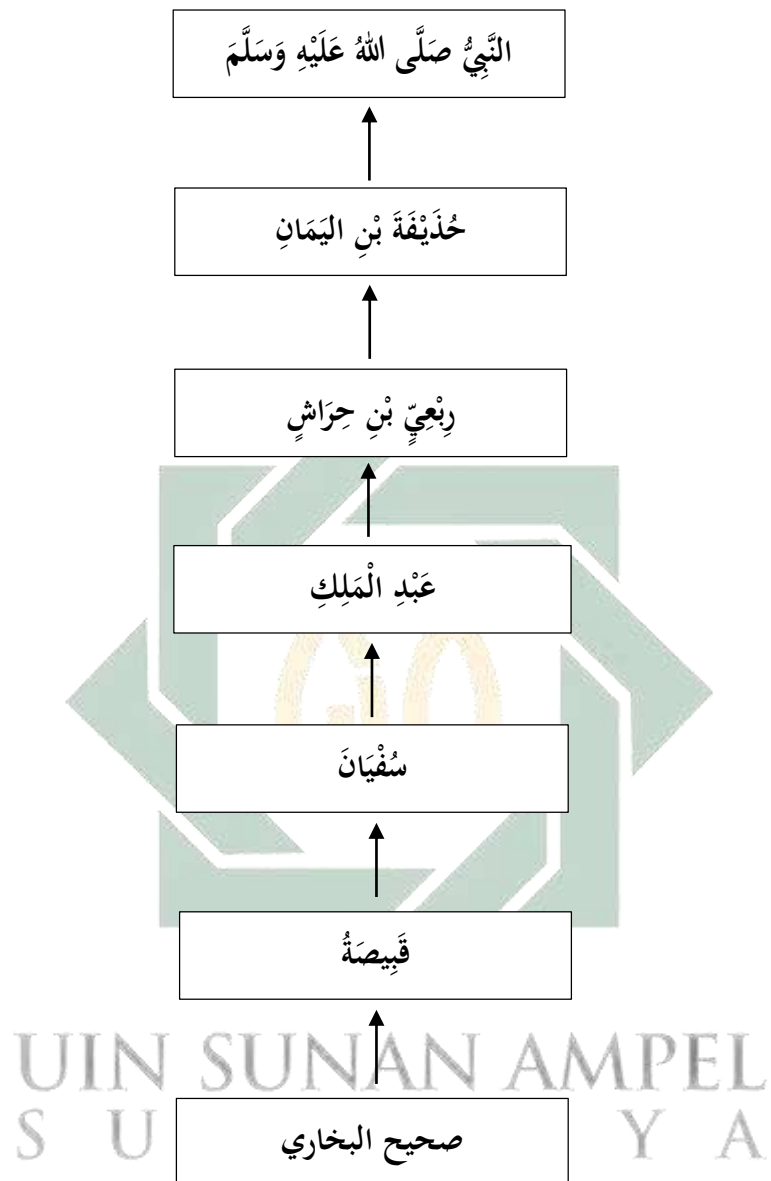 النَّبِيُّ صَلَّى اللهُ عَلَيْهِ وَسَلَّمَ
حُذَيْفَةَ بْنِ اليَمَانِ
رِبْعِيِّ بْنِ حِرَاشٍ
عَبْدِ الْمَلِكِ
سُفْيَانَ
قَبِيصَةُ
UIN SUNAN AMPEL
S U Y A
صحيح البخاري